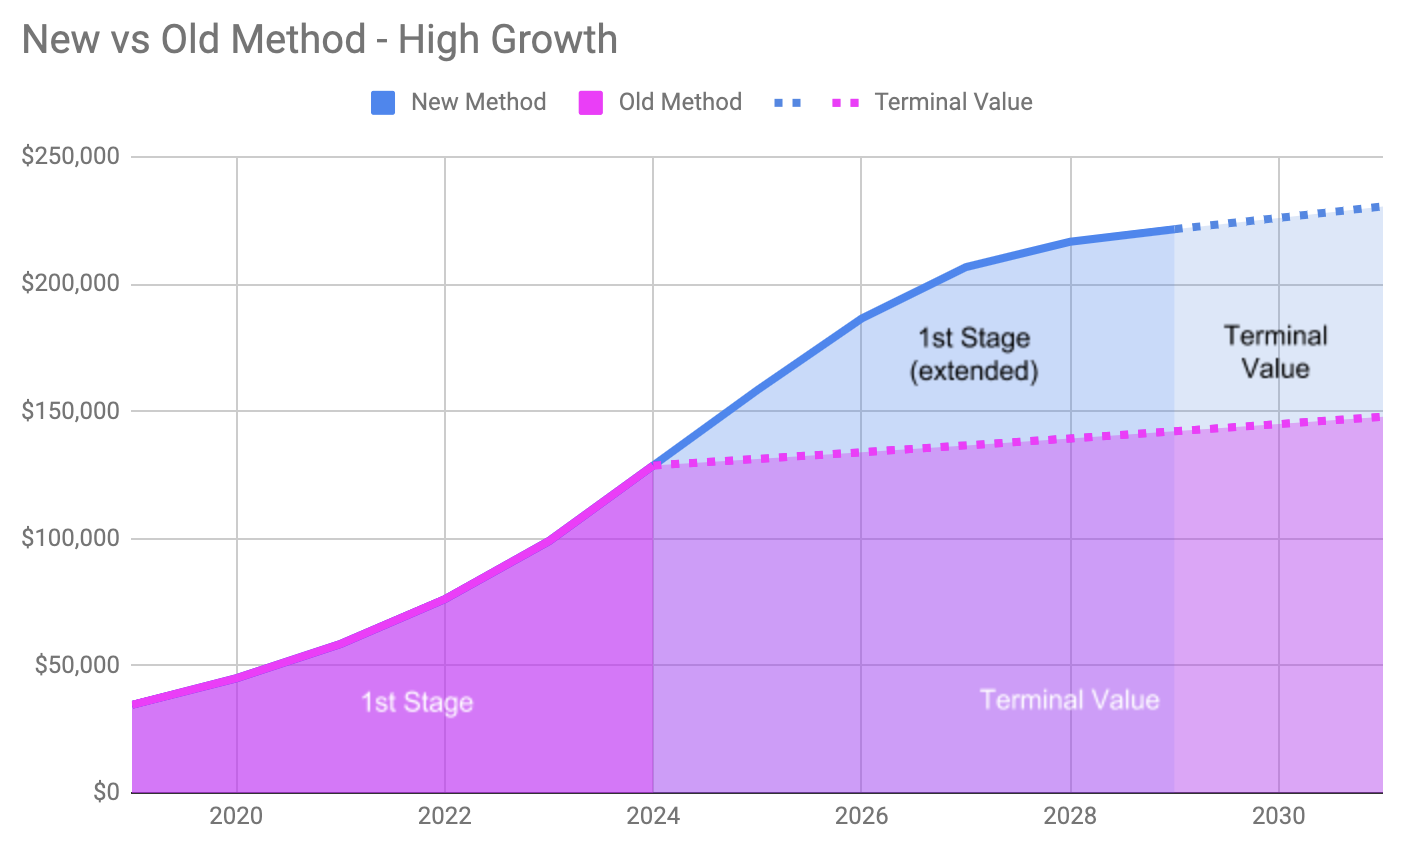 New vs Old Method - High Growth
New Method
Old Method
Terminal Value
$250,000
$200,000
$150,000
$100,000
$50,000
$0
1st Stage
(extended)
Terminal
Value
1st Stage
Terminal Value
2020
2022
2024
2026
2028
2030